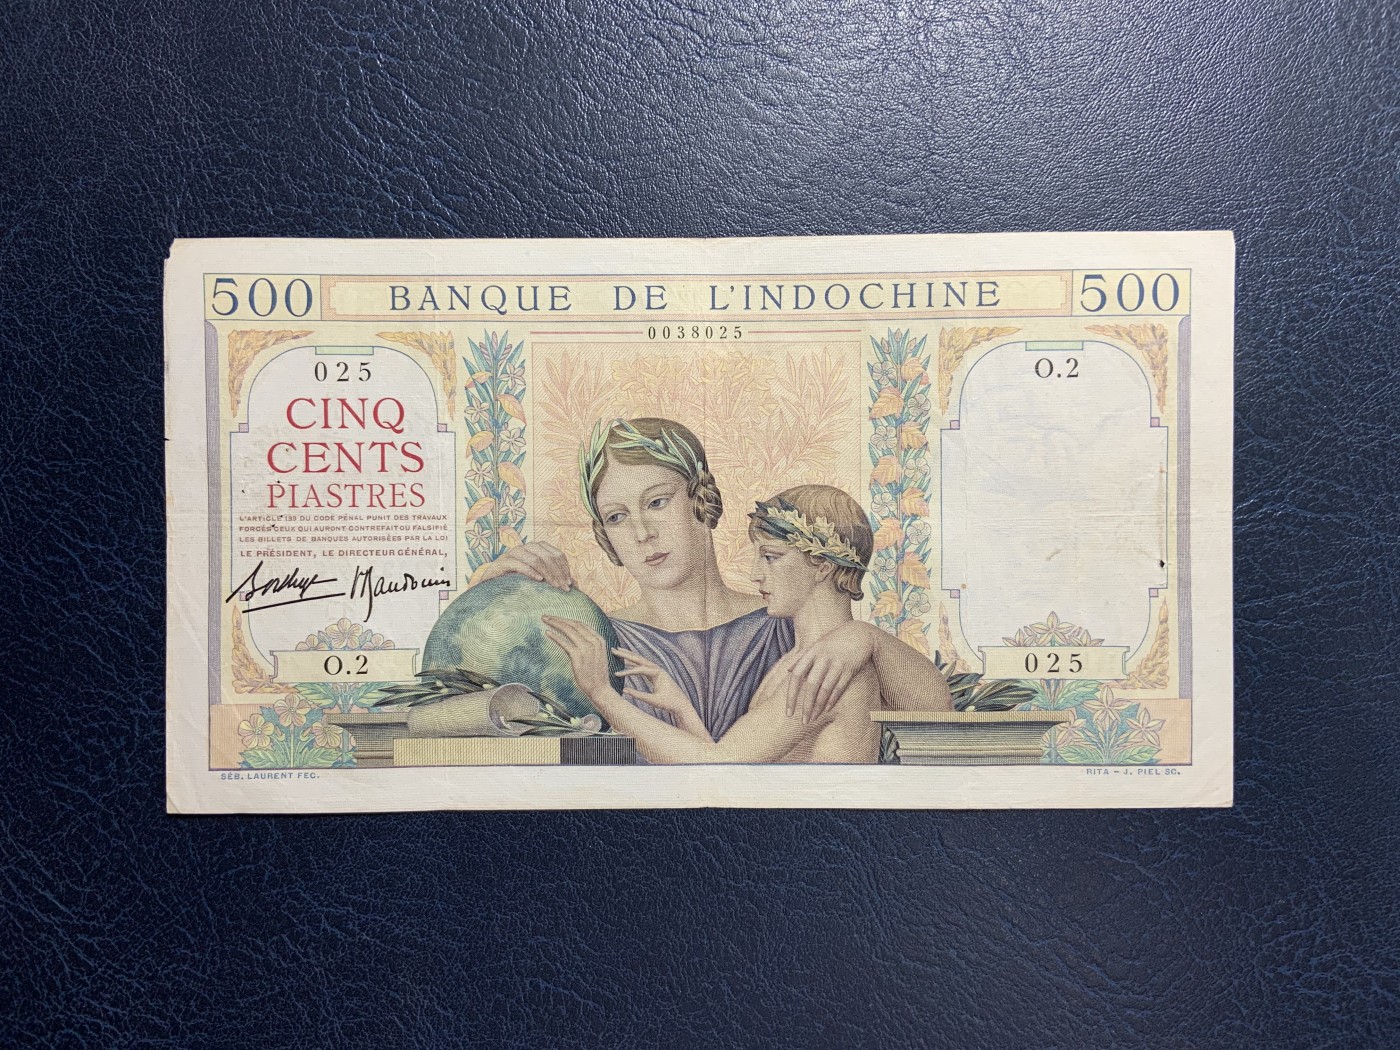 500 BANQUE DE L'INDOCHINE 500
0038025
025
O.2
CINQ
CENTS
PIASTRES
L'ARTICLE 139 DU CODE PÉNAL PUNIT DES TRAVAUX
FORCÉS CEUX QUI AURONT CONTREFAIT OU FALSIFIÉ
LES BILLETS DE BANQUES AUTORISÉES PAR LA LOI
LE PRÉSIDENT, LE DIRECTEUR GÉNÉRAL,
O.2
025
SÉB. LAURENT FEC.
RITA – J. PIEL SC.